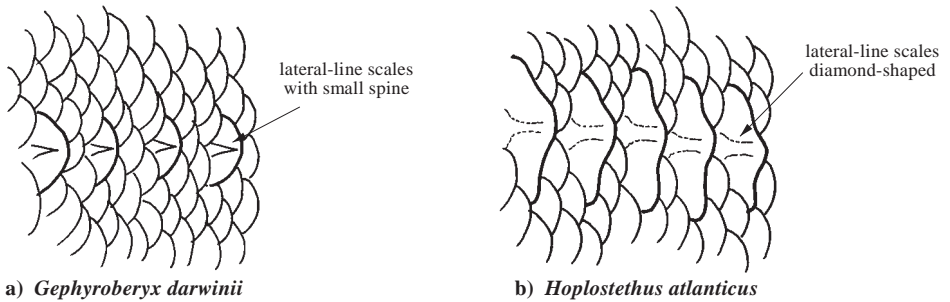 lateral-line scales
with small spine
lateral-line scales
diamond-shaped
a) Gephyroberyx darwinii
b) Hoplostethus atlanticus